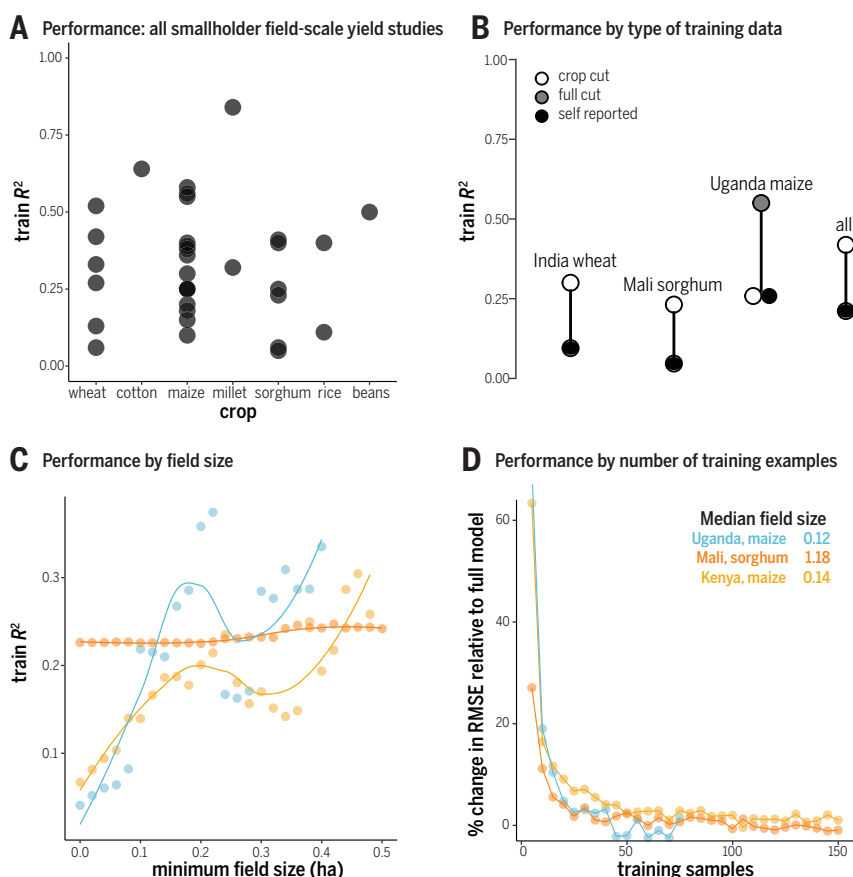 A Performance: all smallholder field-scale yield studies
1.00
0.75
0.50
0.25
0.00
train R²
wheat cotton maize millet sorghum rice beans
crop
B Performance by type of training data
1.00
0.75
0.50
0.25
0.00
train R²
crop cut
full cut
self reported
India wheat
Mali sorghum
Uganda maize
all
C Performance by field size
0.3
0.2
0.1
train R²
0.0 0.1 0.2 0.3 0.4 0.5
minimum field size (ha)
D Performance by number of training examples
60
40
20
0
% change in RMSE relative to full model
Median field size
Uganda, maize 0.12
Mali, sorghum 1.18
Kenya, maize 0.14
0 50 100 150
training samples